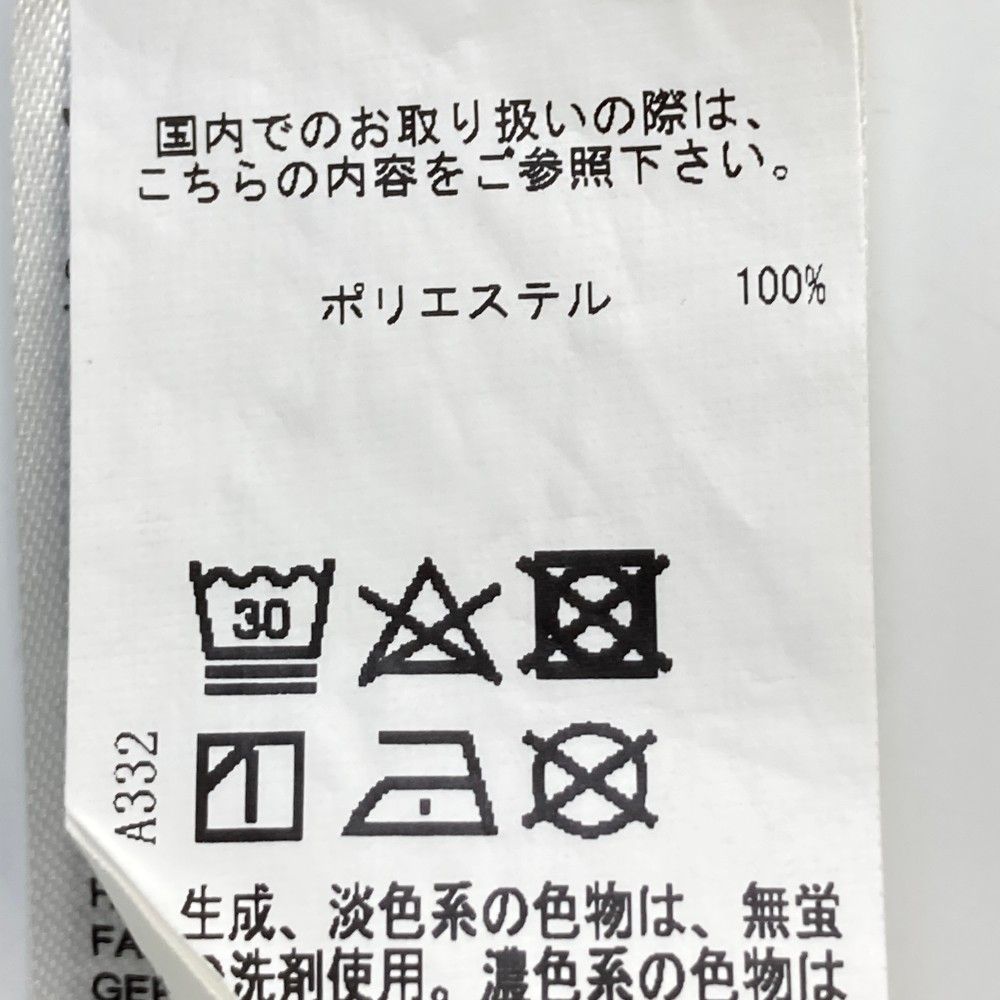 国内でのお取り扱いの際は、
こちらの内容をご参照下さい。
ポリエステル 100%
30
A332
生成、淡色系の色物は、無蛍
洗剤使用。濃色系の色物は
FA
GER